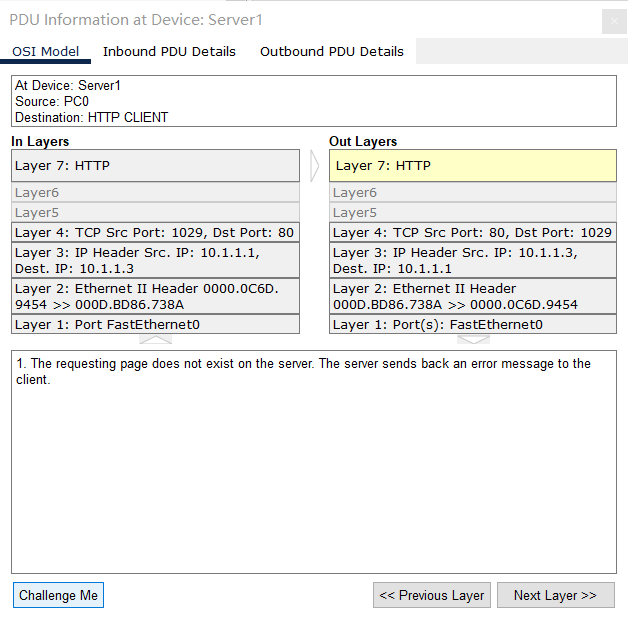 PDU Information at Device: Server1
OSI Model Inbound PDU Details Outbound PDU Details
At Device: Server1
Source: PC0
Destination: HTTP CLIENT
In Layers
Layer 7: HTTP
Layer6
Layer5
Layer 4: TCP Src Port: 1029, Dst Port: 80
Layer 3: IP Header Src. IP: 10.1.1.1,
Dest. IP: 10.1.1.3
Layer 2: Ethernet II Header 0000.0C6D.
9454 >> 000D.BD86.738A
Layer 1: Port FastEthernet0
Out Layers
Layer 7: HTTP
Layer6
Layer5
Layer 4: TCP Src Port: 80, Dst Port: 1029
Layer 3: IP Header Src. IP: 10.1.1.3,
Dest. IP: 10.1.1.1
Layer 2: Ethernet II Header
000D.BD86.738A >> 0000.0C6D.9454
Layer 1: Port(s): FastEthernet0
1. The requesting page does not exist on the server. The server sends back an error message to the
client.
Challenge Me << Previous Layer Next Layer >>